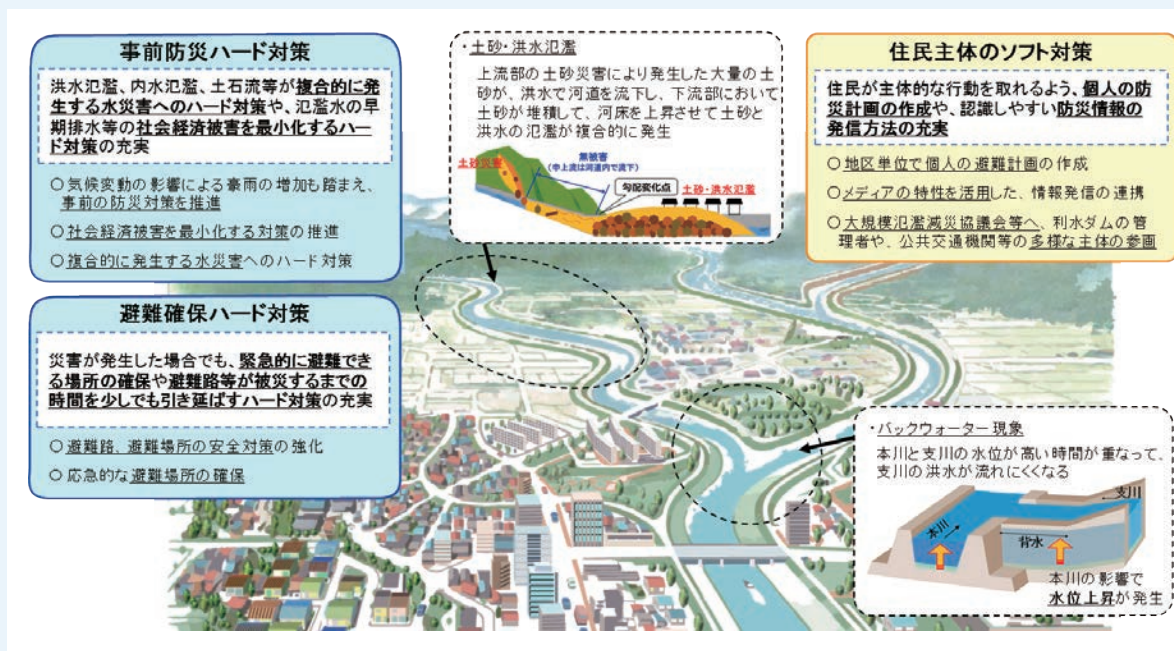 事前防災ハード対策
洪水氾濫、内水氾濫、土石流等が複合的に発
生する水災害へのハード対策や、氾濫水の早
期排水等の社会経済被害を最小化するハー
ド対策の充実
○気候変動の影響による豪雨の増加も踏まえ、
事前の防災対策を推進
○社会経済被害を最小化する対策の推進
○複合的に発生する水災害へのハード対策
避難確保ハード対策
災害が発生した場合でも、緊急的に避難でき
る場所の確保や避難路等が被災するまでの
時間を少しでも引き延ばすハード対策の充実
○避難路、避難場所の安全対策の強化
○応急的な避難場所の確保
・土砂・洪水氾濫
上流部の土砂災害により発生した大量の土
砂が、洪水で河道を流下し、下流部において
土砂が堆積して、河床を上昇させて土砂と
洪水の氾濫が複合的に発生
土砂災害
無被害
(中上流は河道内で流下)
勾配変化点
土砂・洪水氾濫
住民主体のソフト対策
住民が主体的な行動を取れるよう、個人の防
災計画の作成や、認識しやすい防災情報の
発信方法の充実
○地区単位で個人の避難計画の作成
○メディアの特性を活用した、情報発信の連携
○大規模氾濫減災協議会等へ、利水ダムの管
理者や、公共交通機関等の多様な主体の参画
・バックウォーター現象
本川と支川の水位が高い時間が重なって、
支川の洪水が流れにくくなる
支川
本川
背水
本川の影響で
水位上昇が発生